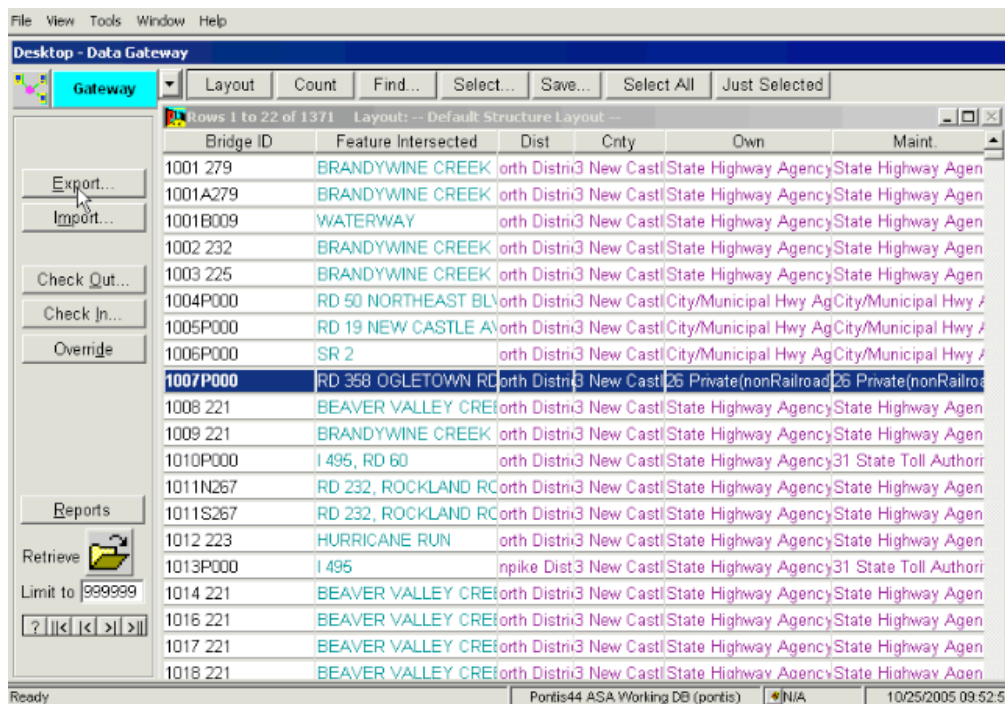 File View Tools Window Help
Desktop - Data Gateway
Gateway Layout Count Find... Select... Save... Select All Just Selected
Rows 1 to 22 of 1371 Layout: -- Default Structure Layout --
Bridge ID Feature Intersected Dist Cnty Own Maint.
1001 279 BRANDYWINE CREEK orth Distri 3 New Castl State Highway Agency State Highway Agen
Export...
1001A279 BRANDYWINE CREEK orth Distri 3 New Castl State Highway Agency State Highway Agen
Import...
1001B009 WATERWAY orth Distri 3 New Castl State Highway Agency State Highway Agen
1002 232 BRANDYWINE CREEK orth Distri 3 New Castl State Highway Agency State Highway Agen
Check Out...
1003 225 BRANDYWINE CREEK orth Distri 3 New Castl State Highway Agency State Highway Agen
Check In...
1004P000 RD 50 NORTHEAST BL orth Distri 3 New Castl City/Municipal Hwy Ag City/Municipal Hwy
1005P000 RD 19 NEW CASTLE A orth Distri 3 New Castl City/Municipal Hwy Ag City/Municipal Hwy
Override
1006P000 SR 2 orth Distri 3 New Castl City/Municipal Hwy Ag City/Municipal Hwy
1007P000 RD 358 OGLETOWN RD orth Distri 3 New Castl 26 Private(nonRailroad) 26 Private(nonRailroa
1008 221 BEAVER VALLEY CREE orth Distri 3 New Castl State Highway Agency State Highway Agen
1009 221 BRANDYWINE CREEK orth Distri 3 New Castl State Highway Agency State Highway Agen
1010P000 I 495, RD 60 orth Distri 3 New Castl State Highway Agency 31 State Toll Authori
1011N267 RD 232, ROCKLAND RO orth Distri 3 New Castl State Highway Agency State Highway Agen
Reports
1011S267 RD 232, ROCKLAND RO orth Distri 3 New Castl State Highway Agency State Highway Agen
1012 223 HURRICANE RUN orth Distri 3 New Castl State Highway Agency State Highway Agen
Retrieve
1013P000 I 495 npike Dist 3 New Castl State Highway Agency 31 State Toll Authori
Limit to 999999
1014 221 BEAVER VALLEY CREE orth Distri 3 New Castl State Highway Agency State Highway Agen
1016 221 BEAVER VALLEY CREE orth Distri 3 New Castl State Highway Agency State Highway Agen
? ||< |< >| >||
1017 221 BEAVER VALLEY CREE orth Distri 3 New Castl State Highway Agency State Highway Agen
1018 221 BEAVER VALLEY CREE orth Distri 3 New Castl State Highway Agency State Highway Agen
Ready Pontis44 ASA Working DB (pontis) N/A 10/25/2005 09:52:5